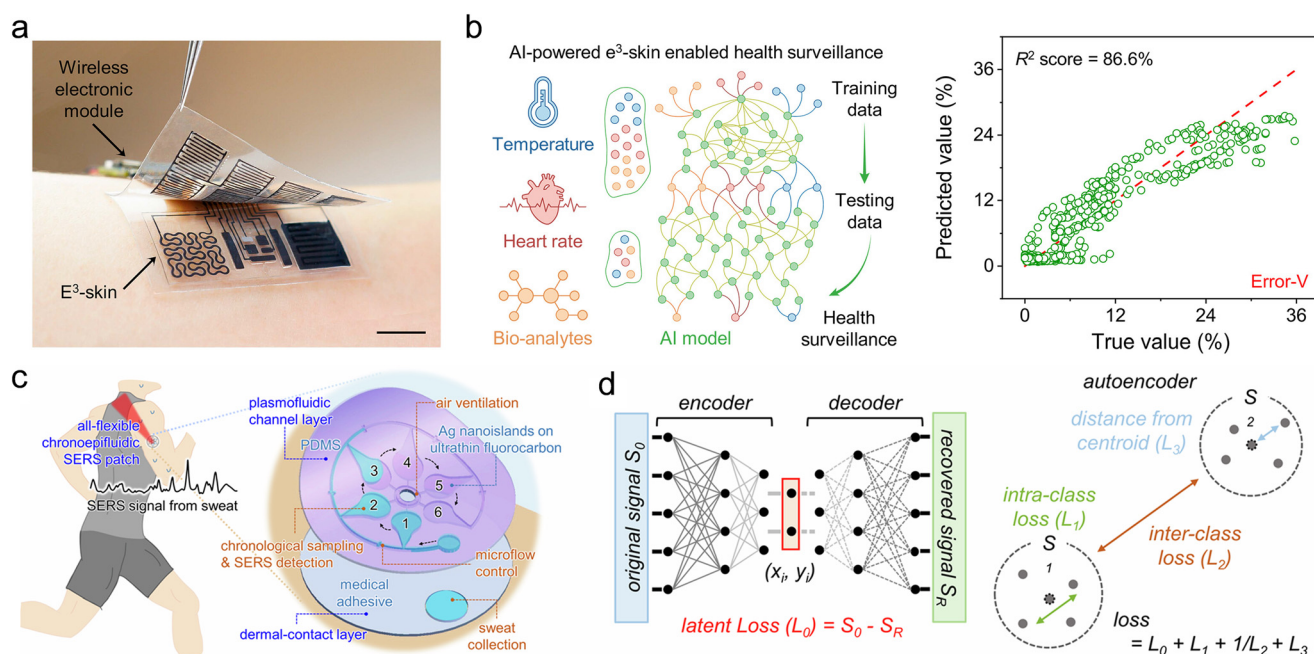 a
Wireless
electronic
module
E³-skin
b
AI-powered e³-skin enabled health surveillance
Temperature
Heart rate
Bio-analytes
AI model
Training
data
Testing
data
Health
surveillance
R² score = 86.6%
Predicted value (%)
36
24
12
0
0
12
24
36
Error-V
True value (%)
c
all-flexible
chronoepifluidic
SERS patch
SERS signal from sweat
plasmofluidic
channel layer
PDMS
air ventilation
Ag nanoislands on
ultrathin fluorocarbon
1
2
3
4
5
6
chronological sampling
& SERS detection
microflow
control
medical
adhesive
dermal-contact layer
sweat
collection
d
encoder
decoder
original signal S₀
recovered signal S_R
(xᵢ, yᵢ)
latent Loss (L₀) = S₀ - S_R
autoencoder
distance from
centroid (L₃)
S
2
intra-class
loss (L₁)
inter-class
loss (L₂)
S
1
loss
= L₀ + L₁ + 1/L₂ + L₃